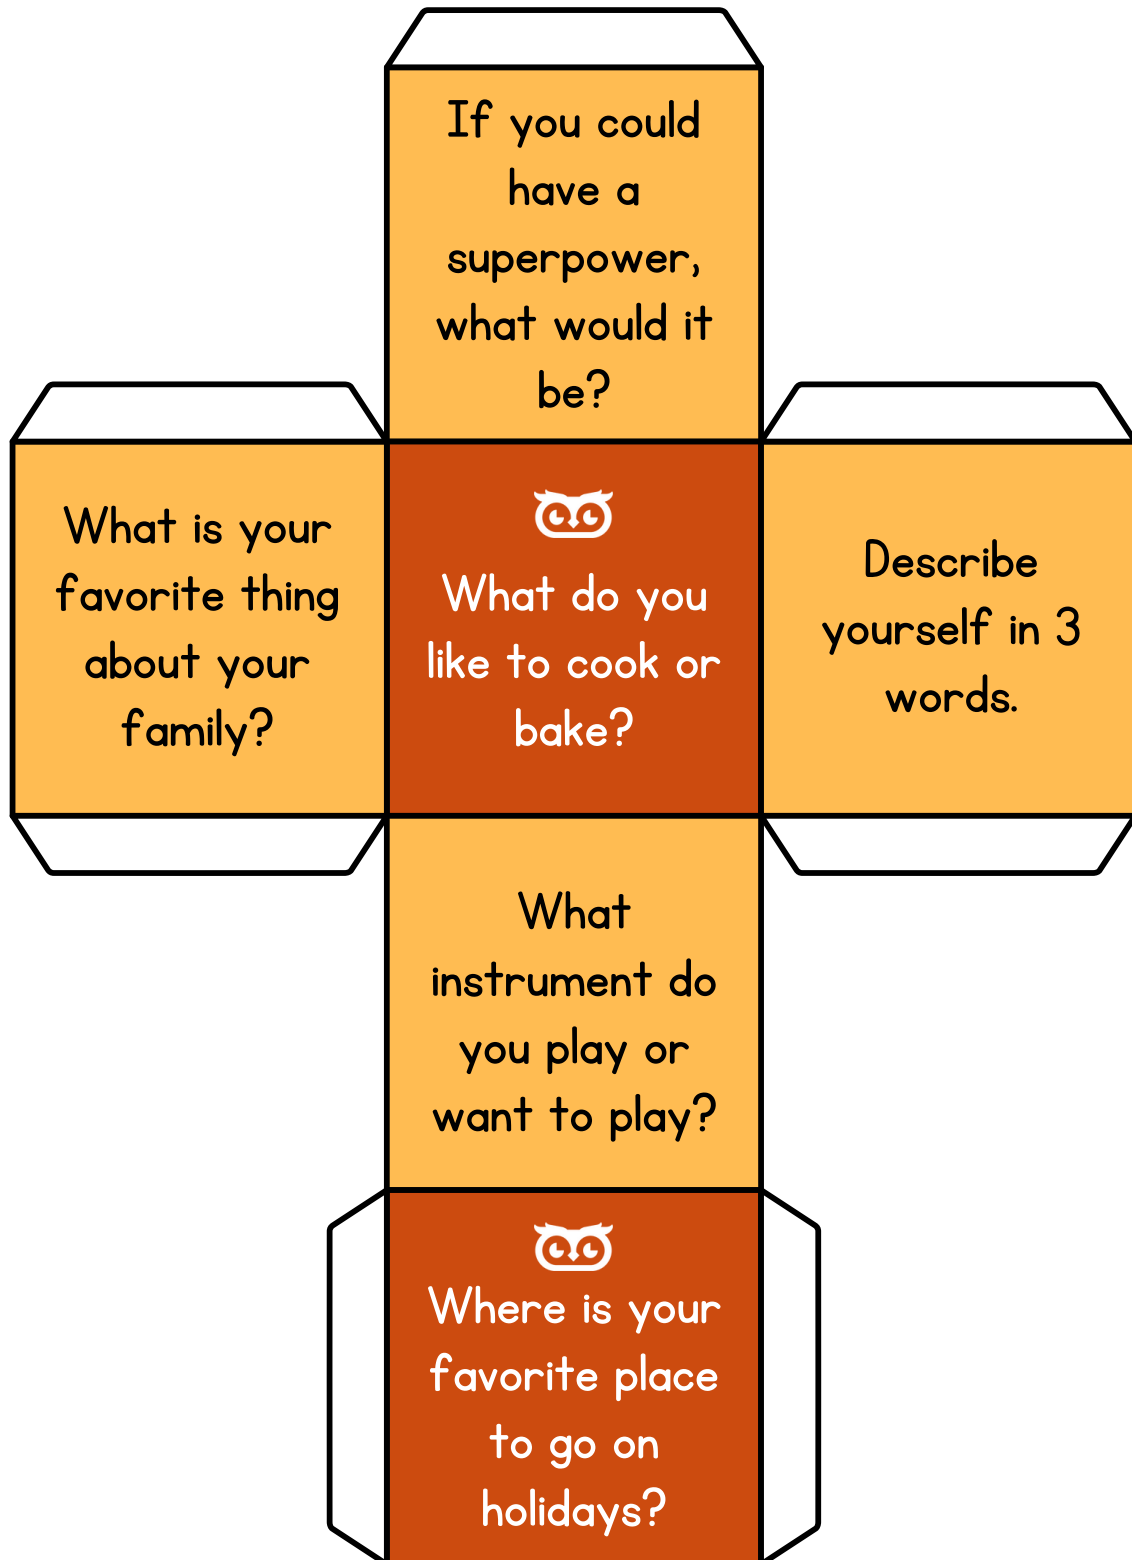 If you could
have a
superpower,
what would it
be?
What is your
favorite thing
about your
family?
What do you
like to cook or
bake?
Describe
yourself in 3
words.
What
instrument do
you play or
want to play?
Where is your
favorite place
to go on
holidays?